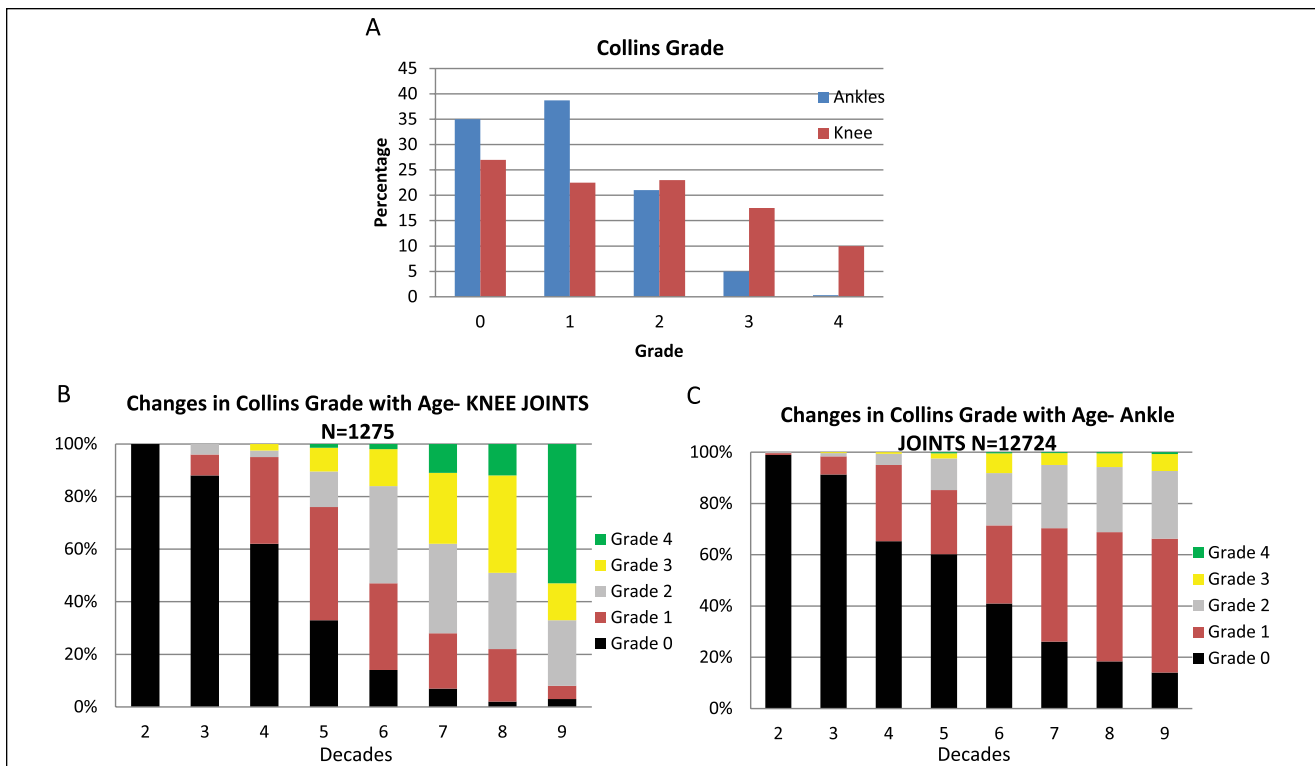 A
Collins Grade
45
40
35
30
25
20
15
10
5
0
Percentage
Ankles
Knee
0 1 2 3 4
Grade
B
Changes in Collins Grade with Age- KNEE JOINTS
N=1275
100%
80%
60%
40%
20%
0%
Grade 4
Grade 3
Grade 2
Grade 1
Grade 0
2 3 4 5 6 7 8 9
Decades
C
Changes in Collins Grade with Age- Ankle
JOINTS N=12724
100%
80%
60%
40%
20%
0%
Grade 4
Grade 3
Grade 2
Grade 1
Grade 0
2 3 4 5 6 7 8 9
Decades